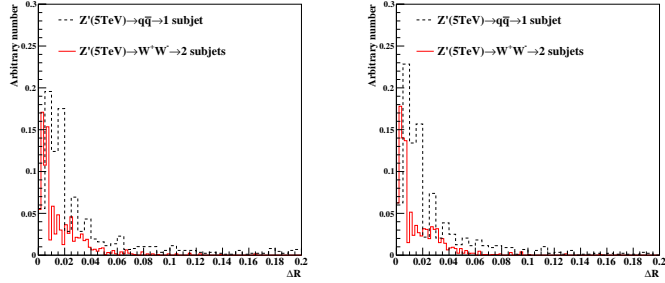 Arbitrary number
0.3
0.25
0.2
0.15
0.1
0.05
0
Z'(5TeV)→qq̄→1 subjet
Z'(5TeV)→W⁺W⁻→2 subjets
0 0.02 0.04 0.06 0.08 0.1 0.12 0.14 0.16 0.18 0.2
ΔR
Arbitrary number
0.3
0.25
0.2
0.15
0.1
0.05
0
Z'(5TeV)→qq̄→1 subjet
Z'(5TeV)→W⁺W⁻→2 subjets
0 0.02 0.04 0.06 0.08 0.1 0.12 0.14 0.16 0.18 0.2
ΔR